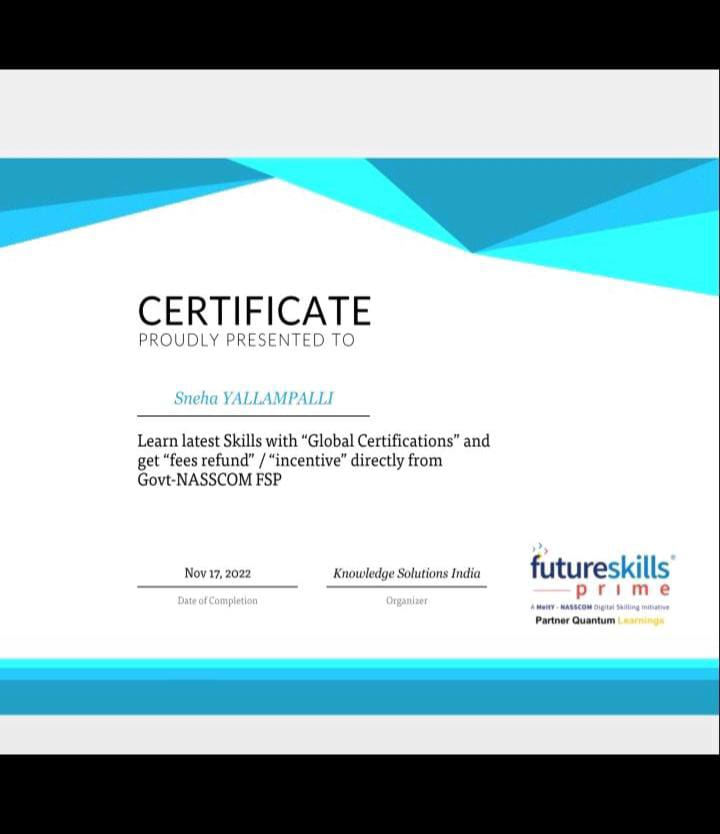 CERTIFICATE
PROUDLY PRESENTED TO
Sneha YALLAMPALLI
Learn latest Skills with “Global Certifications” and
get “fees refund” / “incentive” directly from
Govt-NASSCOM FSP
Nov 17, 2022
Date of Completion
Knowledge Solutions India
Organizer
futureskills®
prime
A MeitY - NASSCOM Digital Skilling Initiative
Partner Quantum Learnings